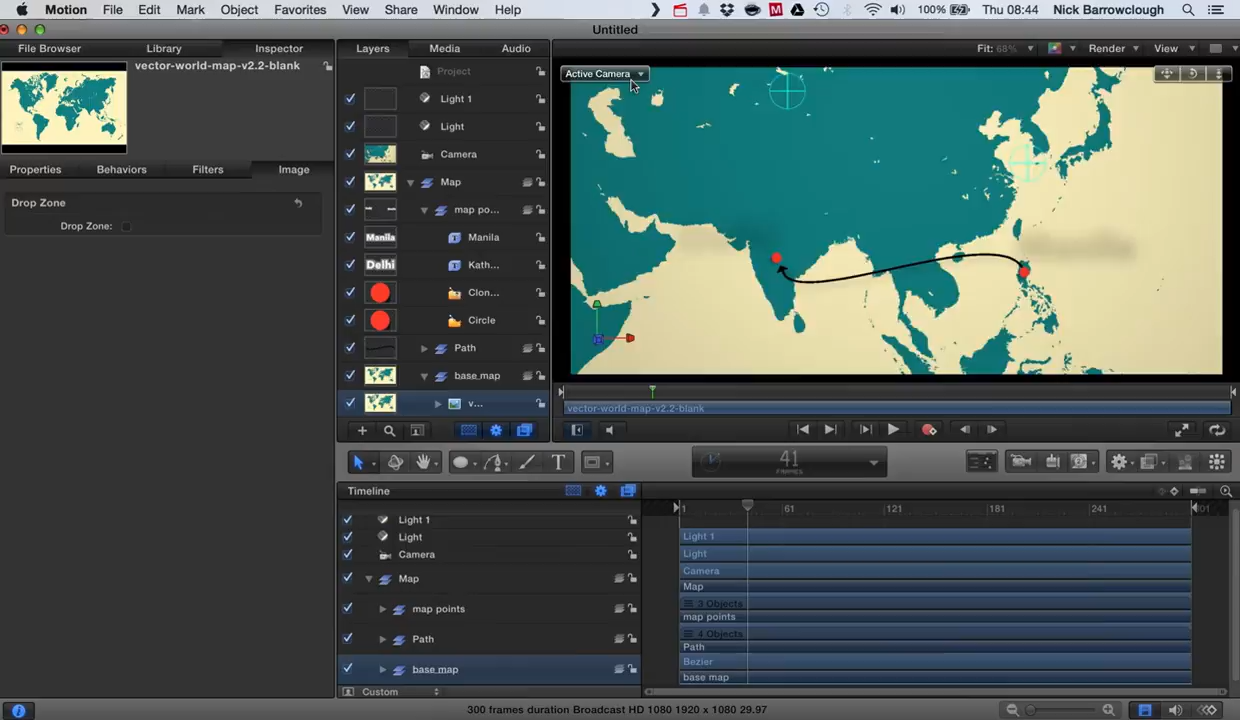 Motion File Edit Mark Object Favorites View Share Window Help 100% Thu 08:44 Nick Barrowclough
Untitled
File Browser Library Inspector Layers Media Audio Fit: 68% Render View
vector-world-map-v2.2-blank
Project
Active Camera
Light 1
Light
Camera
Properties Behaviors Filters Image
Map
Drop Zone
map po...
Drop Zone:
Manila Manila
Delhi Kath...
Clon...
Circle
Path
base map
v...
vector-world-map-v2.2-blank
T
41
FRAMES
Timeline
1 61 121 181 241 301
Light 1 Light 1
Light Light
Camera Camera
Map Map
3 Objects
map points map points
4 Objects
Path Path
Bezier
base map base map
Custom
300 frames duration Broadcast HD 1080 1920 x 1080 29.97